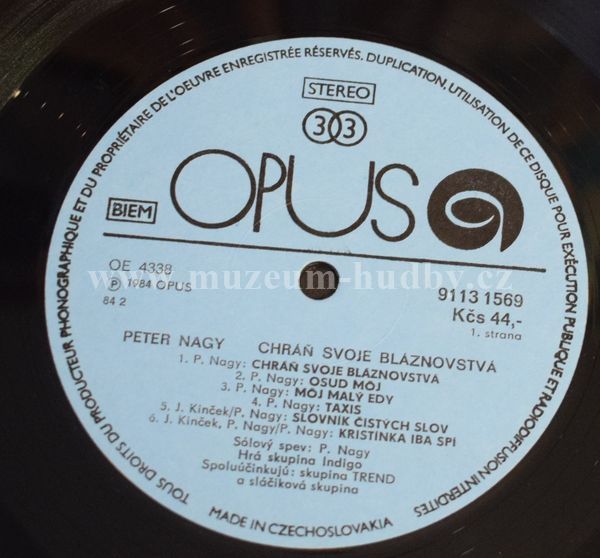 TOUS DROITS DU PRODUCTEUR PHONOGRAPHIQUE ET DU PROPRIÉTAIRE DE L'OEUVRE ENREGISTRÉE RÉSERVÉS. DUPLICATION, UTILISATION DE CE DISQUE POUR EXÉCUTION PUBLIQUE ET RADIODIFFUSION INTERDITES
STEREO
33
BIEM
OPUS
OE 4338
Ⓟ 1984 OPUS
84 2
9113 1569
Kčs 44,-
1. strana
www.muzeum-hudby.cz
PETER NAGY CHRÁŇ SVOJE BLÁZNOVSTVÁ
1. P. Nagy: CHRÁŇ SVOJE BLÁZNOVSTVÁ
2. P. Nagy: OSUD MÔJ
3. P. Nagy: MÔJ MALÝ EDY
4. P. Nagy: TAXIS
5. J. Kinček/P. Nagy: SLOVNÍK ČISTÝCH SLOV
6. J. Kinček, P. Nagy/P. Nagy: KRISTÍNKA IBA SPÍ
Sólový spev: P. Nagy
Hrá skupina Indigo
Spoluúčinkujú: skupina TREND
a sláčiková skupina
MADE IN CZECHOSLOVAKIA